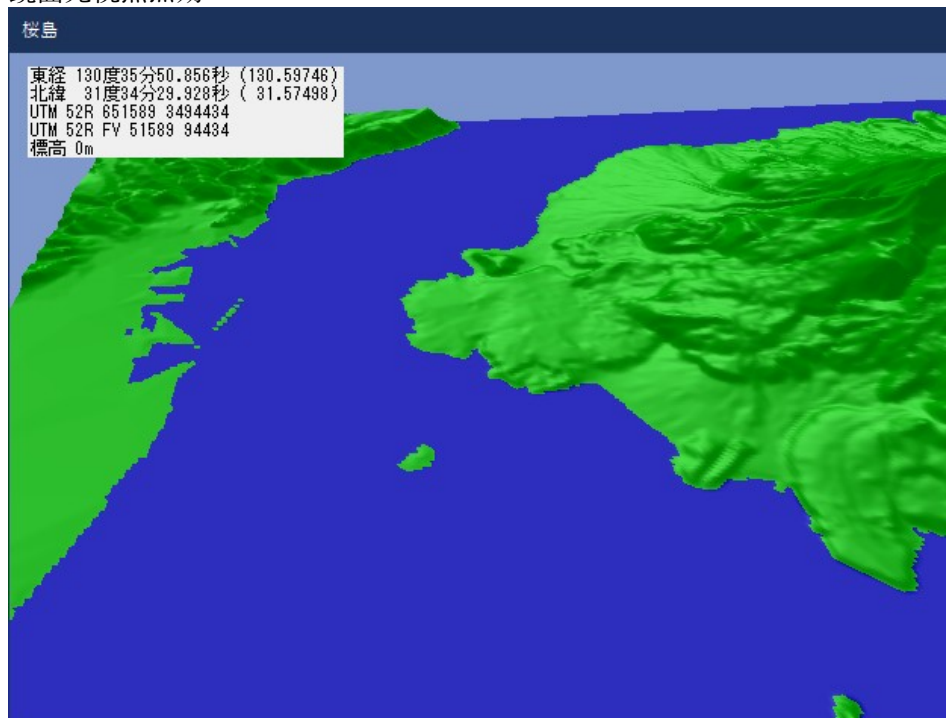 桜島
東経 130度35分50.856秒 (130.59746)
北緯  31度34分29.928秒 ( 31.57498)
UTM 52R 651589 3494434
UTM 52R FV 51589 94434
標高 0m